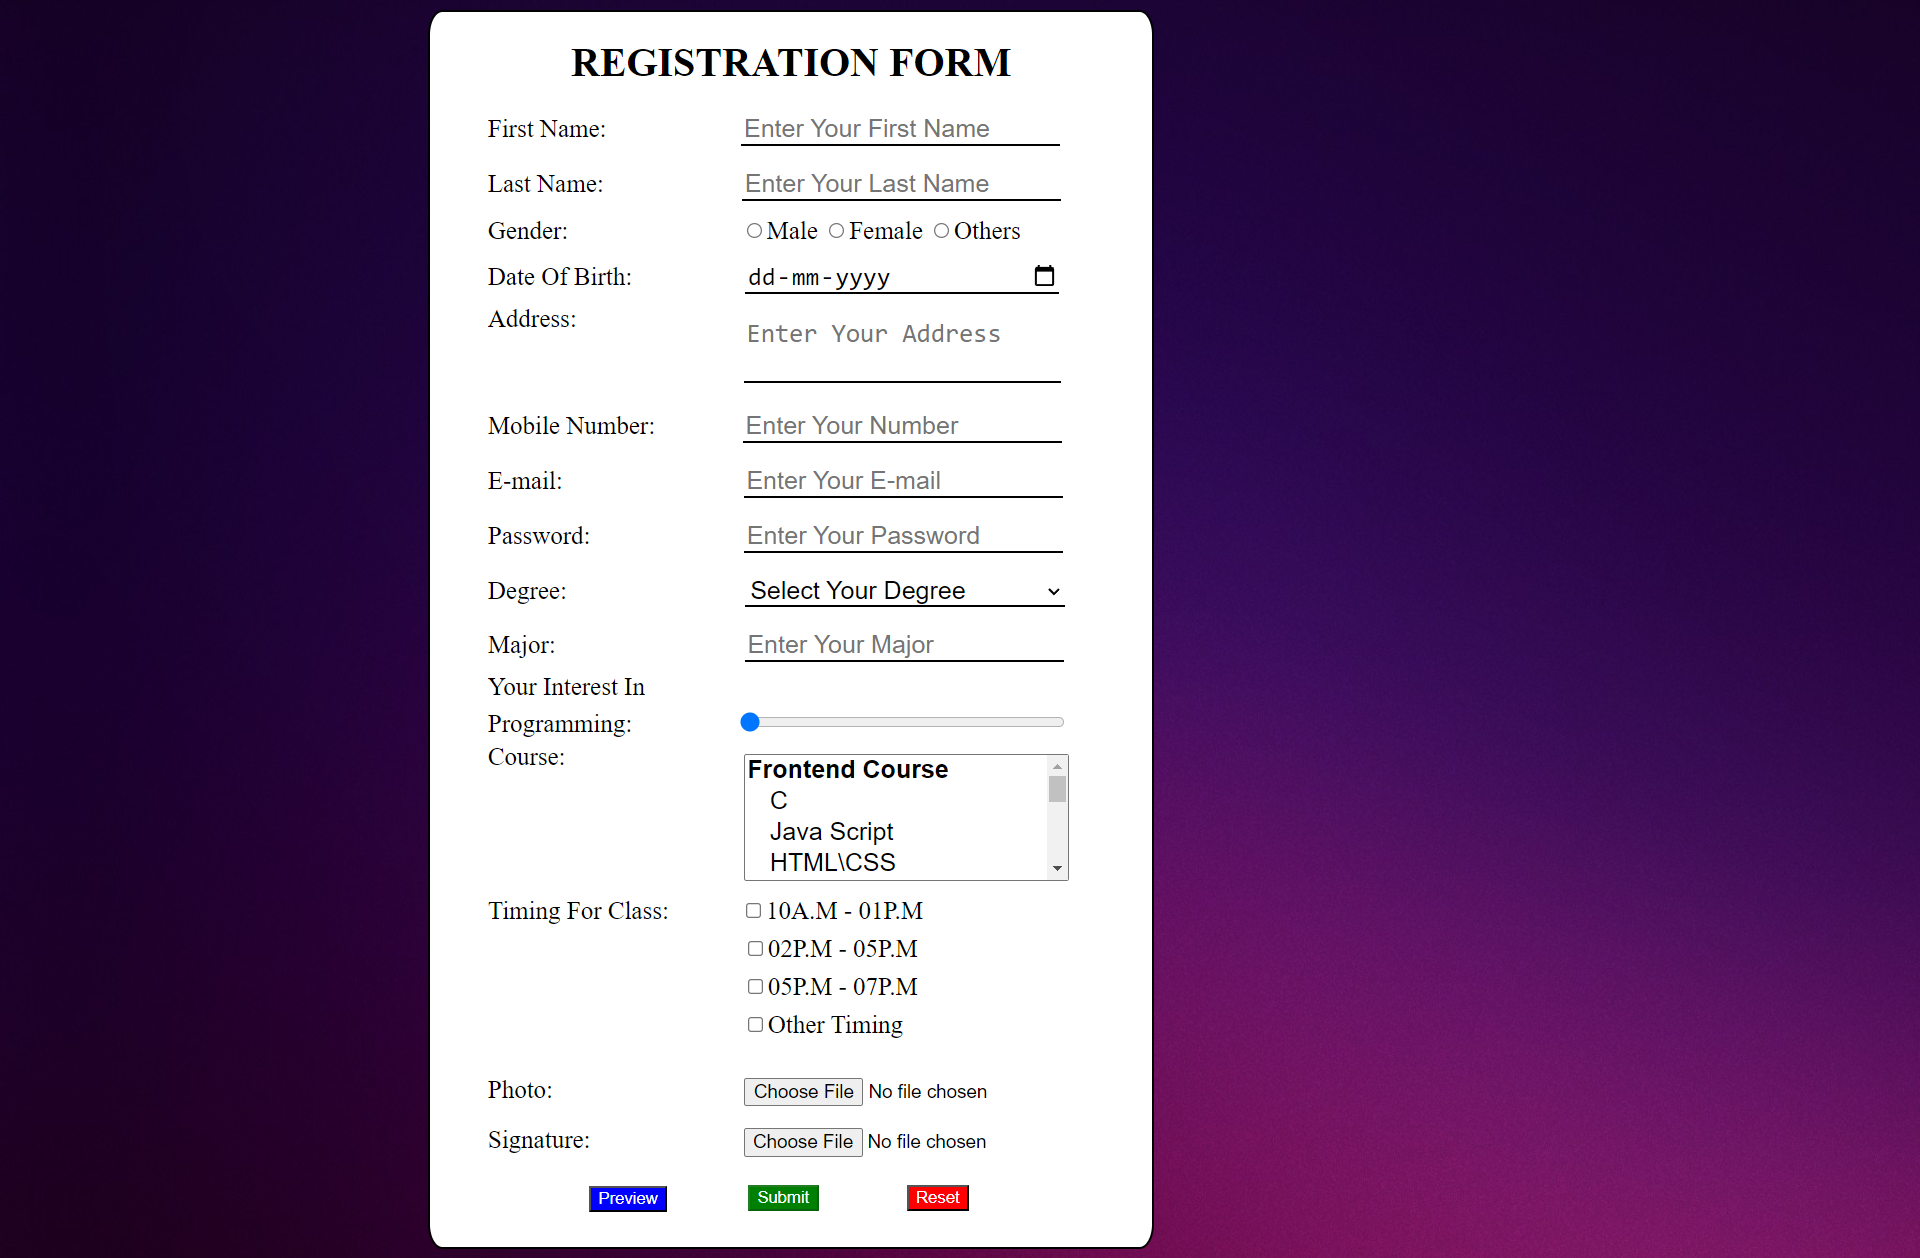 REGISTRATION FORM
First Name: Enter Your First Name
Last Name: Enter Your Last Name
Gender: Male Female Others
Date Of Birth: dd-mm-yyyy
Address: Enter Your Address
Mobile Number: Enter Your Number
E-mail: Enter Your E-mail
Password: Enter Your Password
Degree: Select Your Degree
Major: Enter Your Major
Your Interest In
Programming:
Course: Frontend Course
C
Java Script
HTML\CSS
Timing For Class: 10A.M - 01P.M
02P.M - 05P.M
05P.M - 07P.M
Other Timing
Photo: Choose File No file chosen
Signature: Choose File No file chosen
Preview Submit Reset